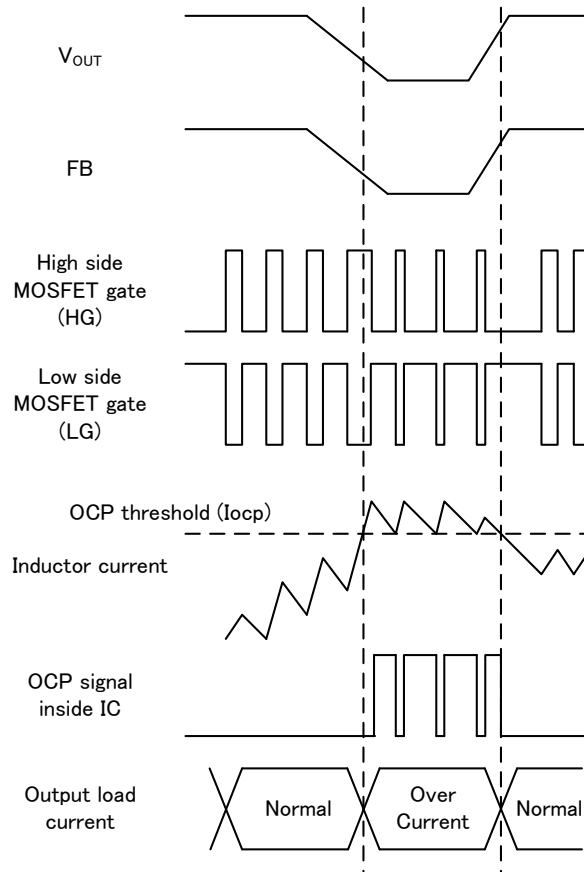 VOUT
FB
High side
MOSFET gate
(HG)
Low side
MOSFET gate
(LG)
OCP threshold (Iocp)
Inductor current
OCP signal
inside IC
Output load
current
Normal
Over
Current
Normal